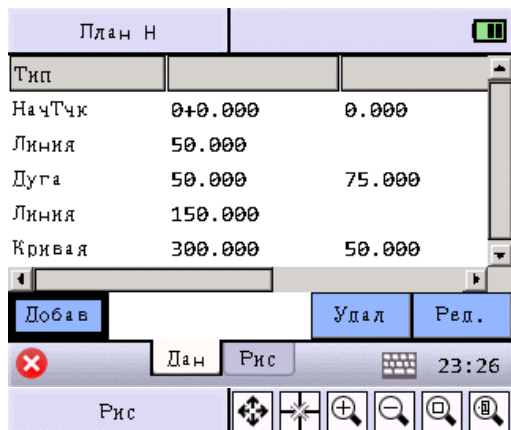 План Н
Тип
НачТчк 0+0.000 0.000
Линия 50.000
Дуга 50.000 75.000
Линия 150.000
Кривая 300.000 50.000
Добав Удал Ред.
Дан Рис 23:26
Рис